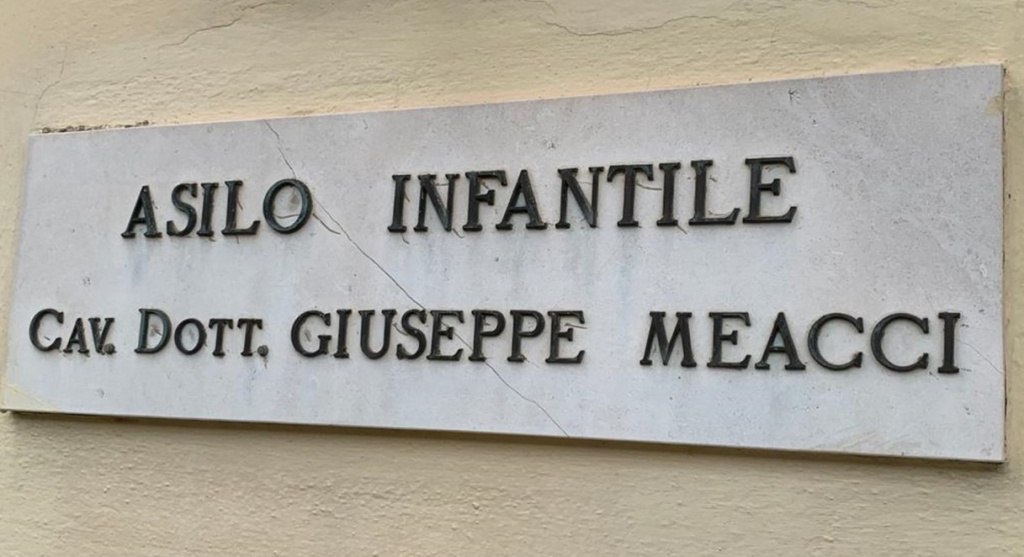 ASILO INFANTILE
CAV. DOTT. GIUSEPPE MEACCI